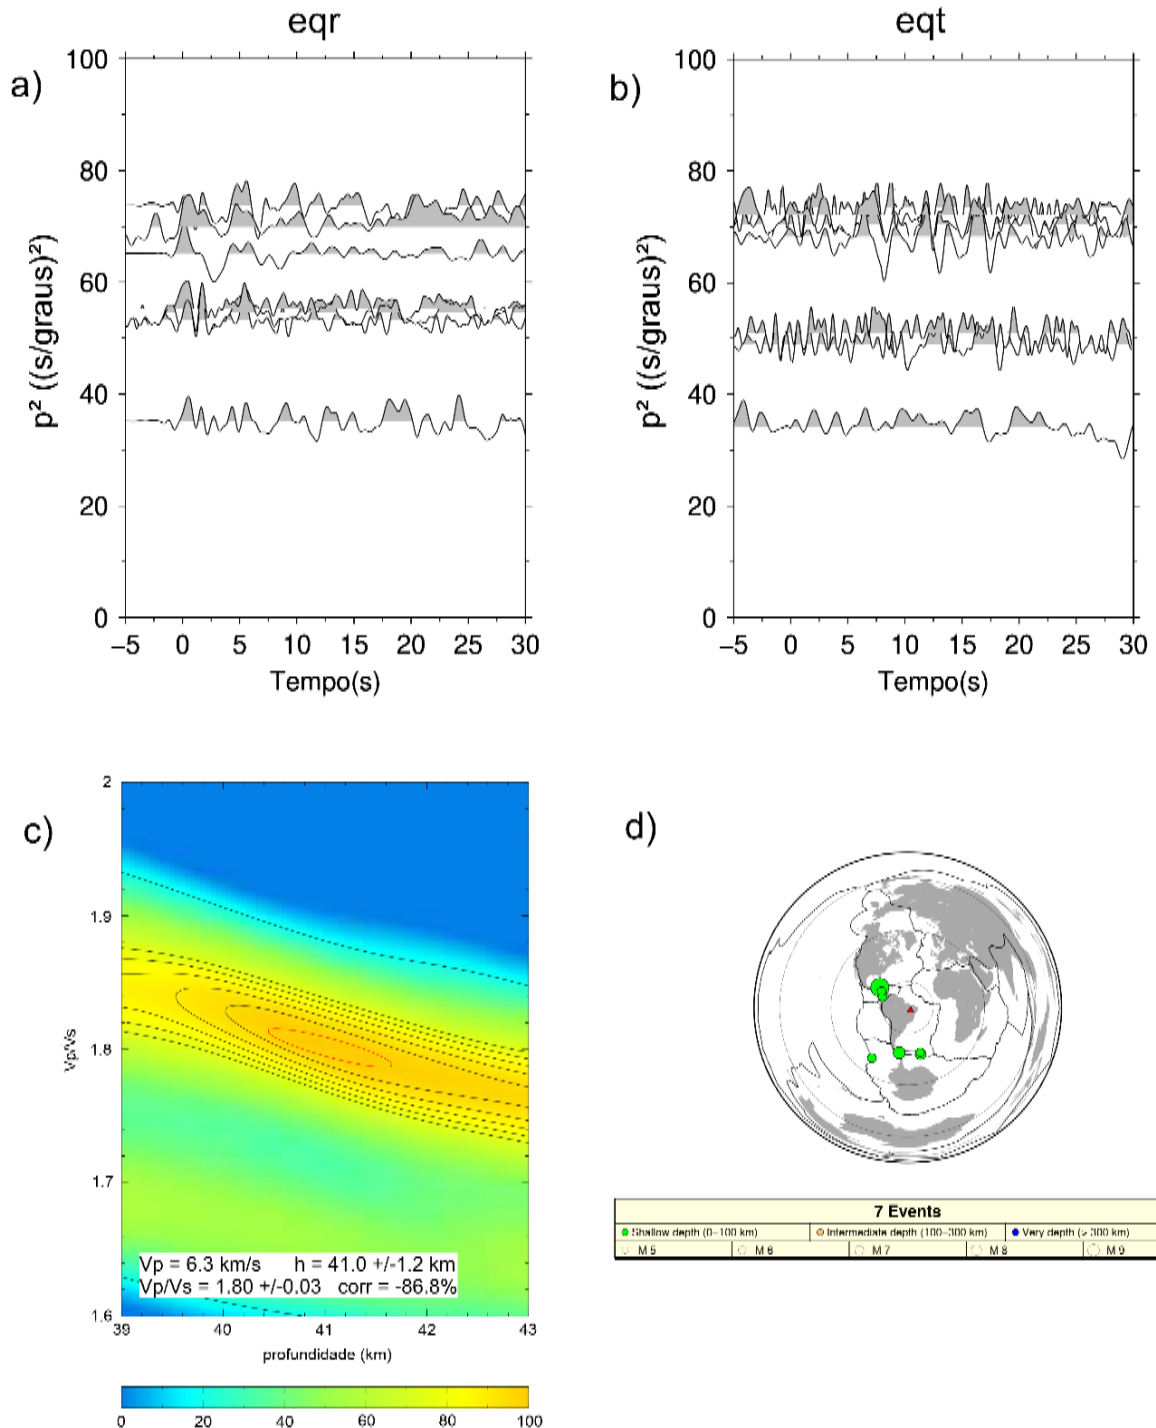 eqr
eqt
a)
b)
100
80
60
40
20
0
p² ((s/graus)²)
−5 0 5 10 15 20 25 30
Tempo(s)
100
80
60
40
20
0
p² ((s/graus)²)
−5 0 5 10 15 20 25 30
Tempo(s)
c)
2
1.9
1.8
1.7
1.6
Vp/Vs
Vp = 6.3 km/s h = 41.0 +/-1.2 km
Vp/Vs = 1.80 +/-0.03 corr = -86.8%
39 40 41 42 43
profundidade (km)
0 20 40 60 80 100
d)
7 Events
Shallow depth (0−100 km) Intermediate depth (100−300 km) Very depth (> 300 km)
M 5 M 6 M 7 M 8 M 9